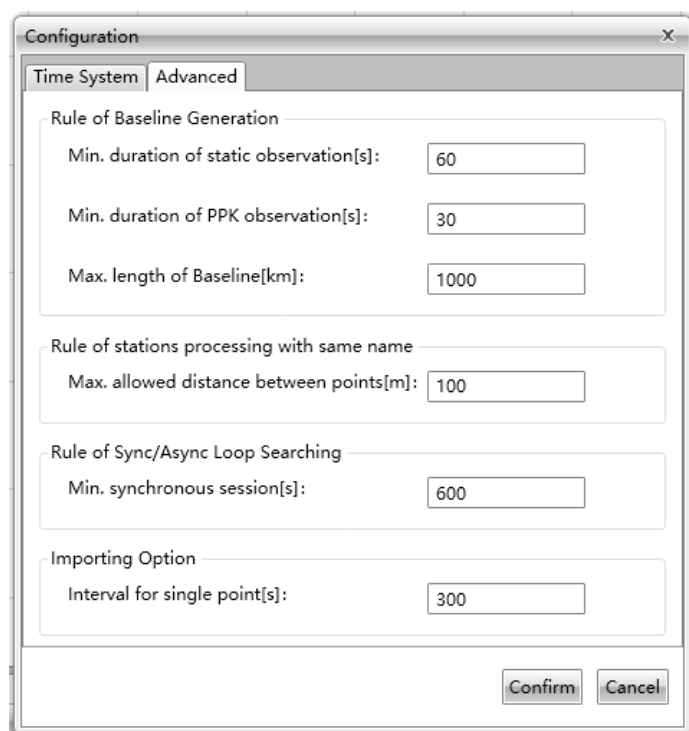 Configuration x
Time System Advanced
Rule of Baseline Generation
Min. duration of static observation[s]: 60
Min. duration of PPK observation[s]: 30
Max. length of Baseline[km]: 1000
Rule of stations processing with same name
Max. allowed distance between points[m]: 100
Rule of Sync/Async Loop Searching
Min. synchronous session[s]: 600
Importing Option
Interval for single point[s]: 300
Confirm Cancel